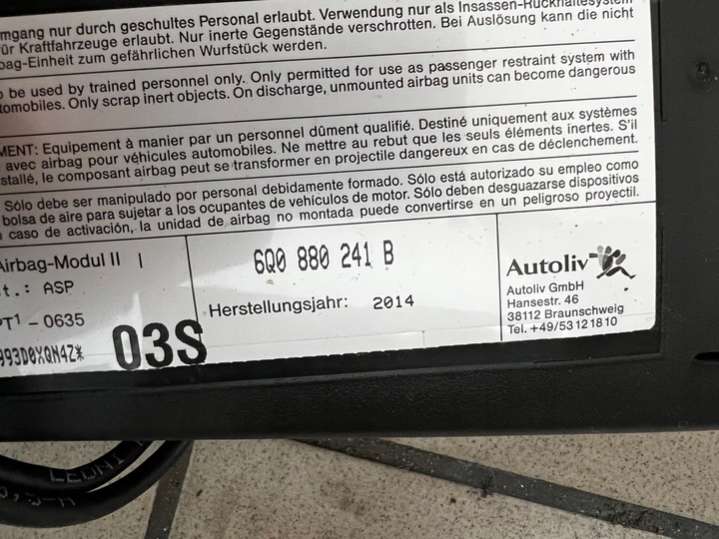 nur durch geschultes Personal erlaubt. Verwendung nur als Insassen-Rückhaltesystem
für Kraftfahrzeuge erlaubt. Nur inerte Gegenstände verschrotten. Bei Auslösung kann die nicht
bag-Einheit zum gefährlichen Wurfstück werden.
be used by trained personnel only. Only permitted for use as passenger restraint system with
tomobiles. Only scrap inert objects. On discharge, unmounted airbag units can become dangerous
MENT: Equipement à manier par un personnel dûment qualifié. Destiné uniquement aux systèmes
avec airbag pour véhicules automobiles. Ne mettre au rebut que les seuls éléments inertes. S'il
stallé, le composant airbag peut se transformer en projectile dangereux en cas de déclenchement.
Sólo debe ser manipulado por personal debidamente formado. Sólo está autorizado su empleo como
bolsa de aire para sujetar a los ocupantes de vehículos de motor. Sólo deben desguazarse dispositivos
caso de activación, la unidad de airbag no montada puede convertirse en un peligroso proyectil.
Airbag-Modul II |
t.: ASP
PT1 - 0635
993D0XQN4Z*
03S
6Q0 880 241 B
Herstellungsjahr: 2014
Autoliv
Autoliv GmbH
Hansestr. 46
38112 Braunschweig
Tel. +49/53121810
LEONI